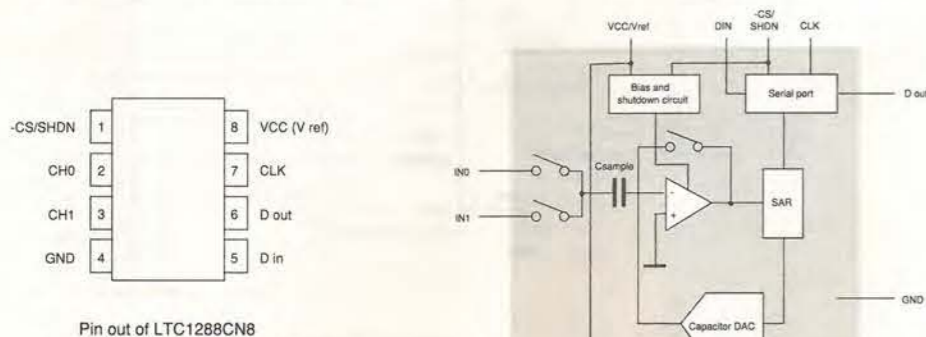 -CS/SHDN 1
CH0 2
CH1 3
GND 4
8 VCC (V ref)
7 CLK
6 D out
5 D in
Pin out of LTC1288CN8
VCC/Vref
DIN
-CS/
SHDN
CLK
Bias and
shutdown circuit
Serial port
D out
IN0
IN1
Csample
-
+
SAR
GND
Capacitor DAC